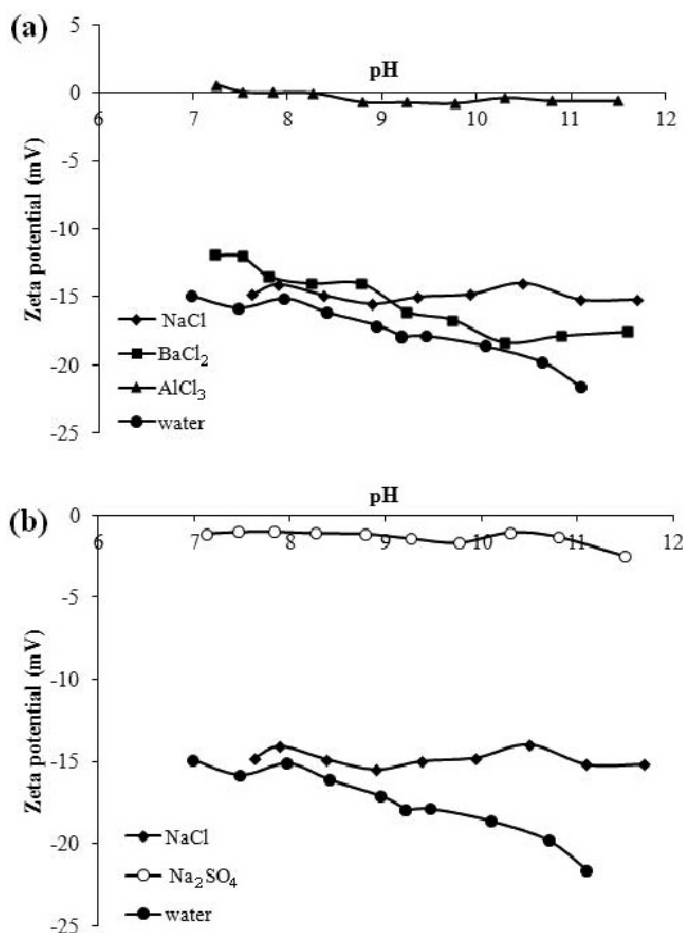 (a)
5
pH
0
6 7 8 9 10 11 12
-5
-10
-15
-20
-25
Zeta potential (mV)
NaCl
BaCl2
AlCl3
water
(b)
pH
0
6 7 8 9 10 11 12
-5
-10
-15
-20
-25
Zeta potential (mV)
NaCl
Na2SO4
water